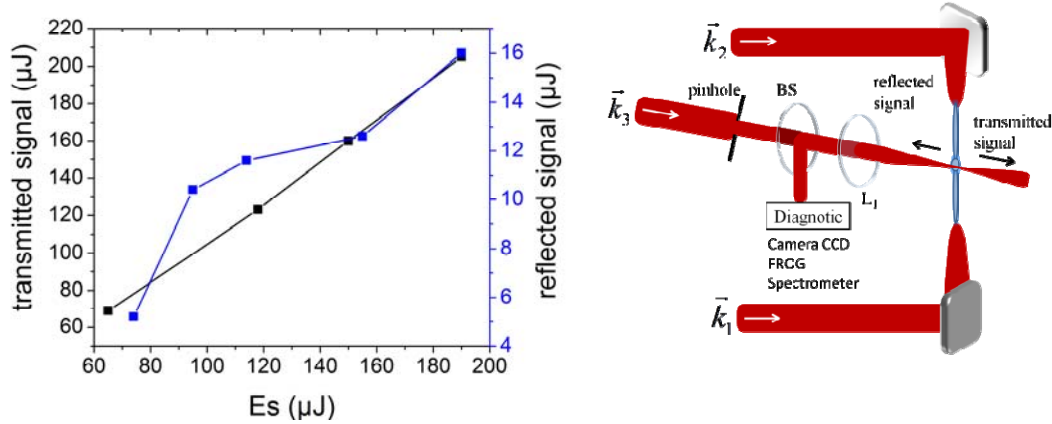 transmitted signal (µJ)
220
200
180
160
140
120
100
80
60
60 80 100 120 140 160 180 200
Es (µJ)
16
14
12
10
8
6
4
reflected signal (µJ)
k₂
k₃
pinhole
BS
reflected
signal
transmitted
signal
L₁
Diagnotic
Camera CCD
FROG
Spectrometer
k₁